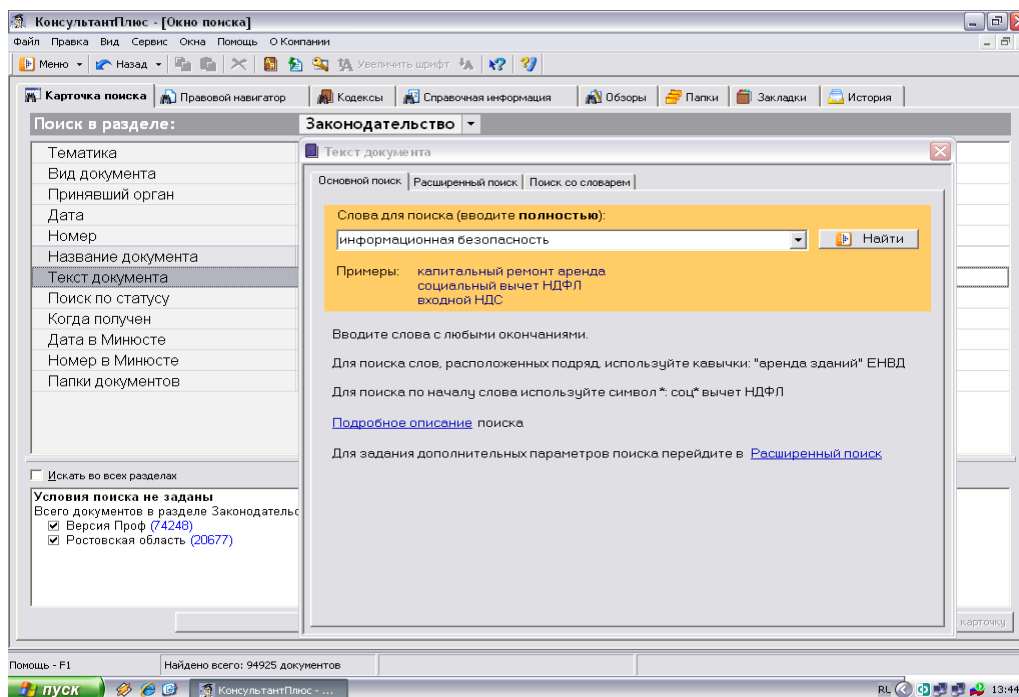 КонсультантПлюс - [Окно поиска]
Файл Правка Вид Сервис Окна Помощь О Компании
Меню Назад Увеличить шрифт
Карточка поиска Правовой навигатор Кодексы Справочная информация Обзоры Папки Закладки История
Поиск в разделе: Законодательство
Тематика
Вид документа
Принявший орган
Дата
Номер
Название документа
Текст документа
Поиск по статусу
Когда получен
Дата в Минюсте
Номер в Минюсте
Папки документов
Текст документа
Основной поиск Расширенный поиск Поиск со словарем
Слова для поиска (вводите полностью):
информационная безопасность Найти
Примеры: капитальный ремонт аренда
социальный вычет НДФЛ
входной НДС
Вводите слова с любыми окончаниями.
Для поиска слов, расположенных подряд, используйте кавычки: "аренда зданий" ЕНВД
Для поиска по началу слова используйте символ *: соц* вычет НДФЛ
Подробное описание поиска
Для задания дополнительных параметров поиска перейдите в Расширенный поиск
Искать во всех разделах
Условия поиска не заданы
Всего документов в разделе Законодательс
Версия Проф (74248)
Ростовская область (20677)
карточку
Помощь - F1 Найдено всего: 94925 документов
пуск КонсультантПлюс - ... RL 13:44